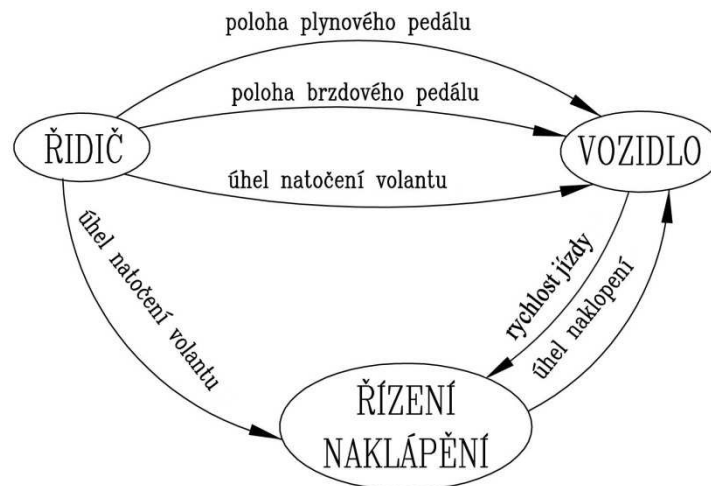 poloha plynového pedálu
poloha brzdového pedálu
ŘIDIČ
VOZIDLO
úhel natočení volantu
úhel natočení
volantu
rychlost jízdy
úhel naklopení
ŘÍZENÍ
NAKLÁPĚNÍ